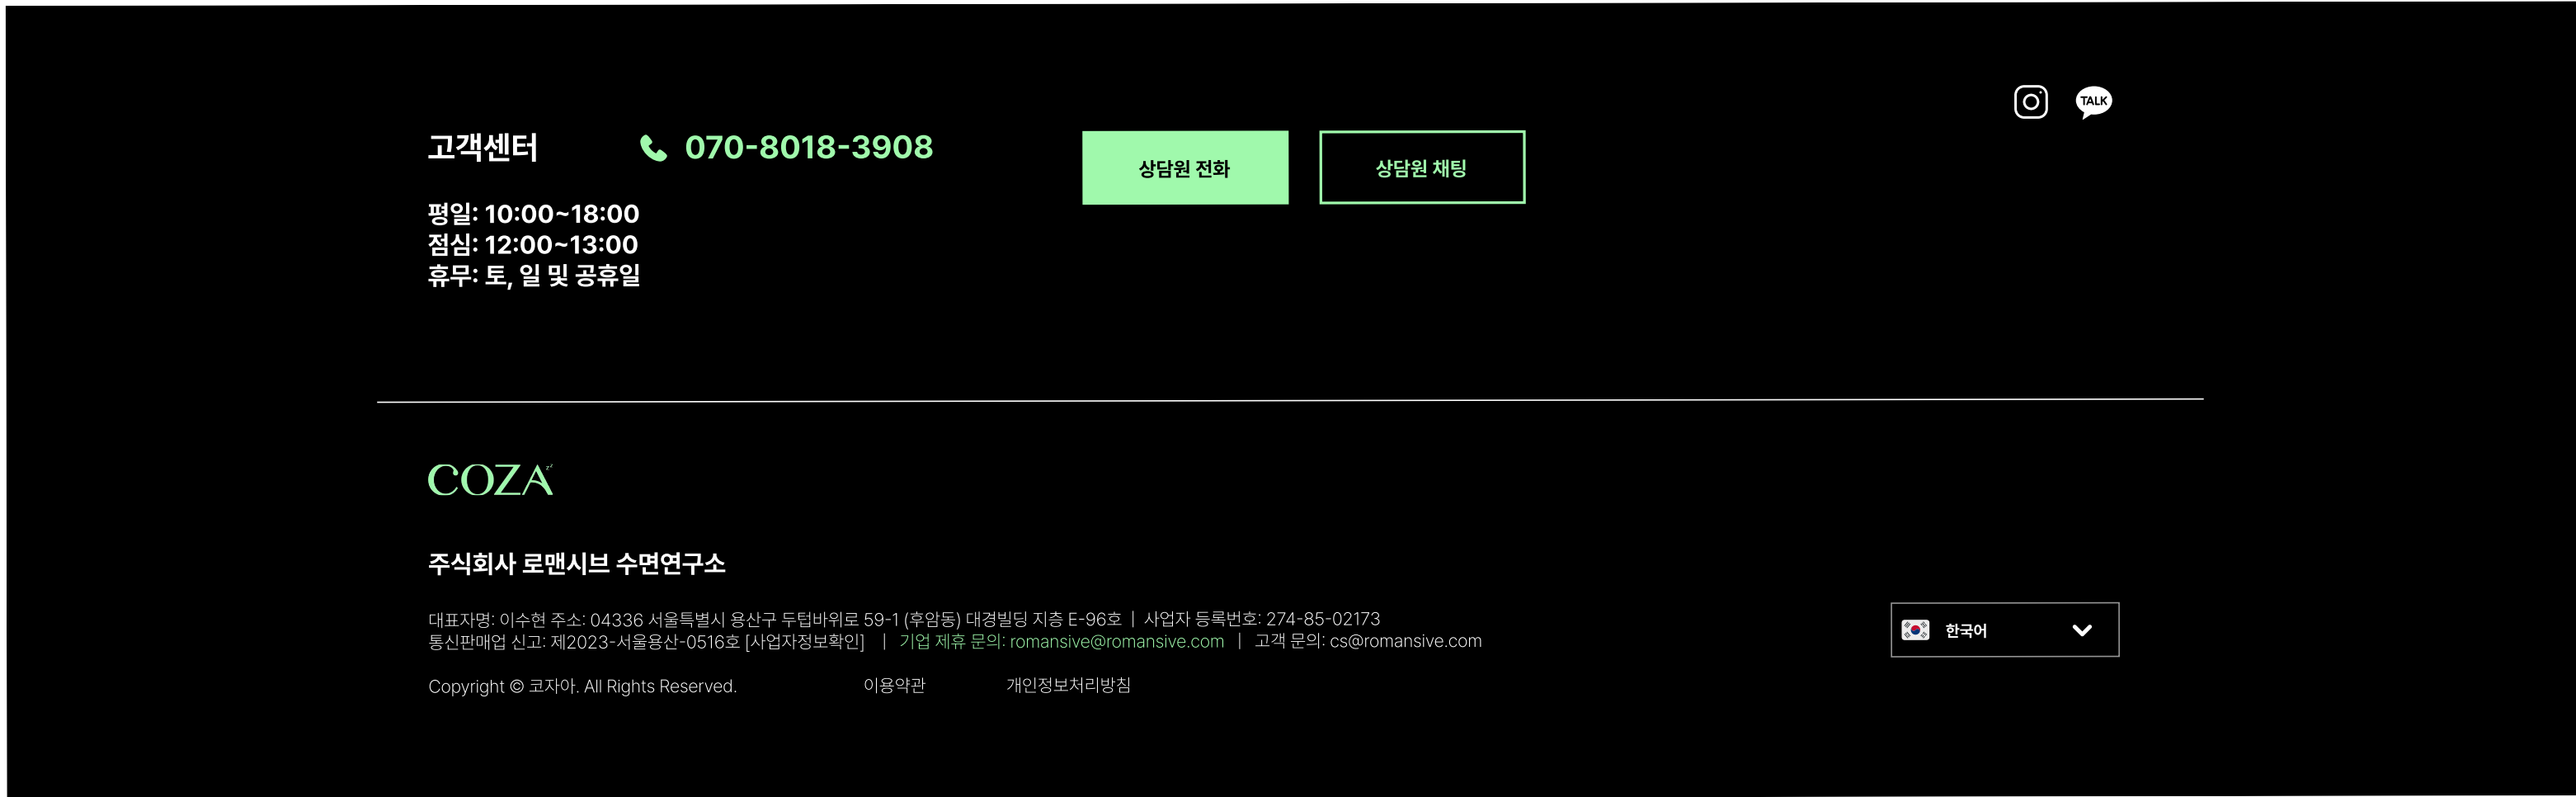 TALK
고객센터
070-8018-3908
상담원 전화
상담원 채팅
평일: 10:00~18:00
점심: 12:00~13:00
휴무: 토, 일 및 공휴일
COZA
주식회사 로맨시브 수면연구소
대표자명: 이수현 주소: 04336 서울특별시 용산구 두텁바위로 59-1 (후암동) 대경빌딩 지층 E-96호 | 사업자 등록번호: 274-85-02173
통신판매업 신고: 제2023-서울용산-0516호 [사업자정보확인] | 기업 제휴 문의: romansive@romansive.com | 고객 문의: cs@romansive.com
한국어
Copyright © 코자아. All Rights Reserved. 이용약관 개인정보처리방침